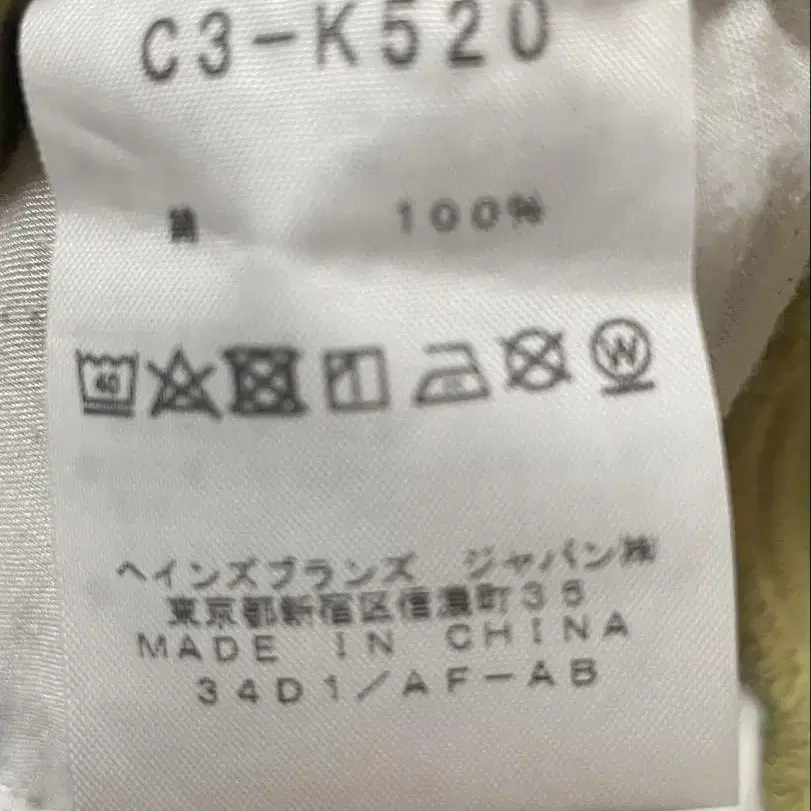 C3-K520
綿 100%
40
W
ヘインズブランズ ジャパン㈱
東京都新宿区信濃町35
MADE IN CHINA
34D1/AF-AB